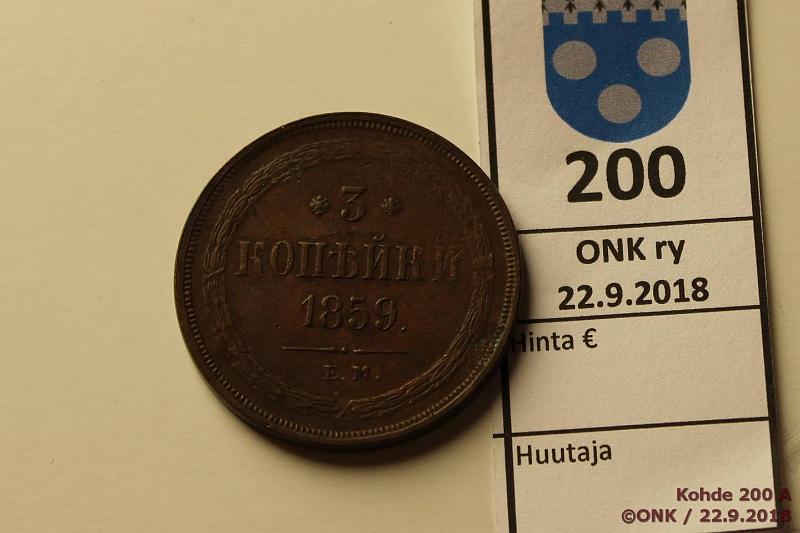 * 3 *
КОПѢЙКИ
1859.
Е.М.
200
ONK ry
22.9.2018
Hinta €
Huutaja
Kohde 200 A
©ONK / 22.9.2018